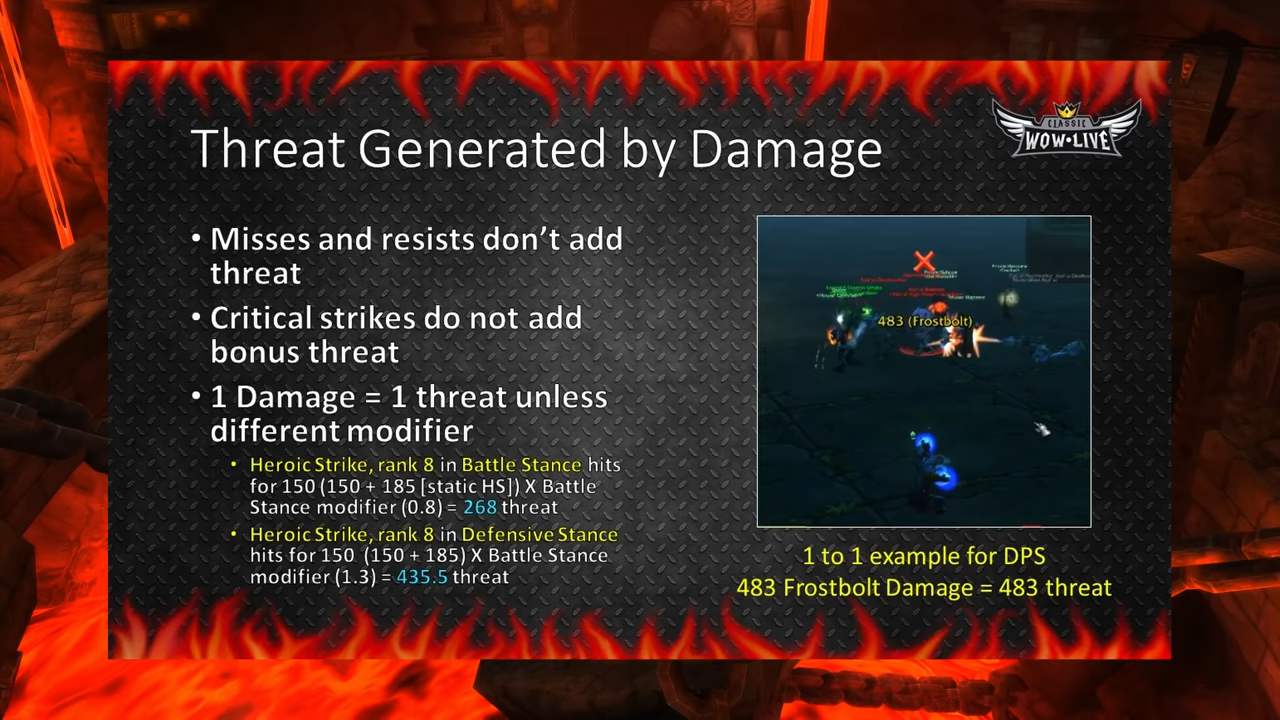 CLASSIC
WOW•LIVE
Threat Generated by Damage
• Misses and resists don’t add
threat
• Critical strikes do not add
bonus threat
• 1 Damage = 1 threat unless
different modifier
• Heroic Strike, rank 8 in Battle Stance hits
for 150 (150 + 185 [static HS]) X Battle
Stance modifier (0.8) = 268 threat
• Heroic Strike, rank 8 in Defensive Stance
hits for 150 (150 + 185) X Battle Stance
modifier (1.3) = 435.5 threat
483 (Frostbolt)
1 to 1 example for DPS
483 Frostbolt Damage = 483 threat